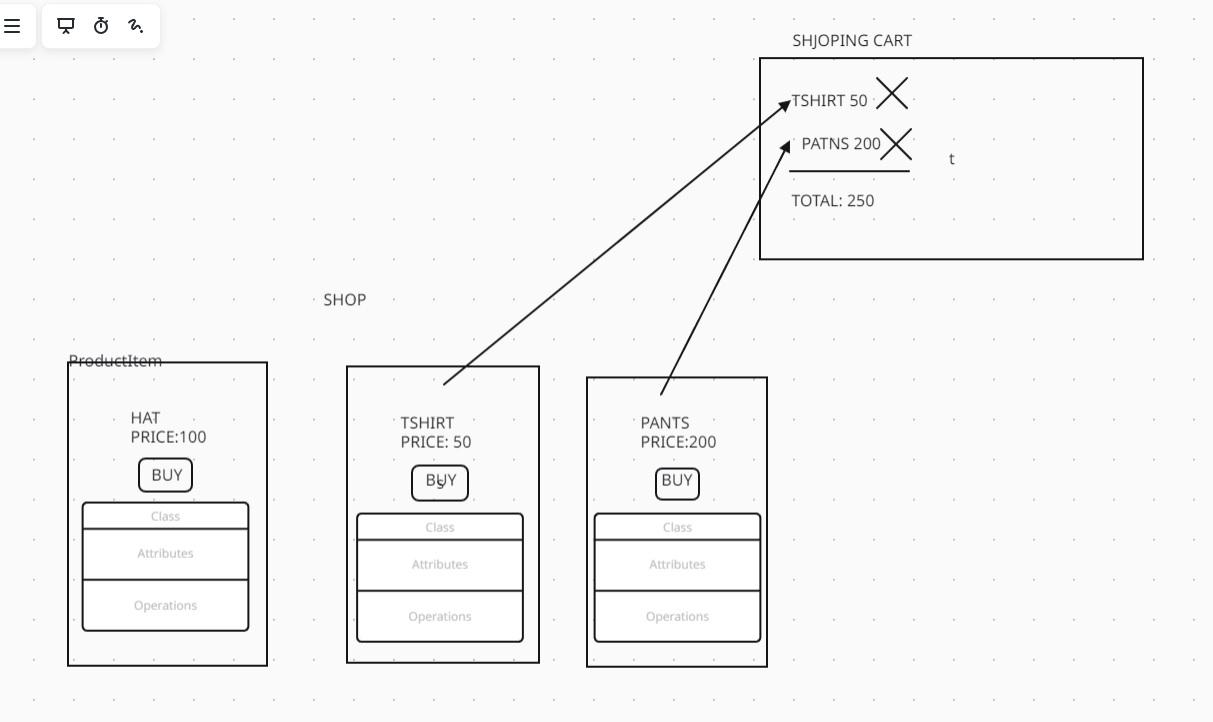 SHJOPING CART
TSHIRT 50
PATNS 200
t
TOTAL: 250
SHOP
ProductItem
HAT
PRICE:100
BUY
Class
Attributes
Operations
TSHIRT
PRICE: 50
BUY
s
Class
Attributes
Operations
PANTS
PRICE:200
BUY
Class
Attributes
Operations